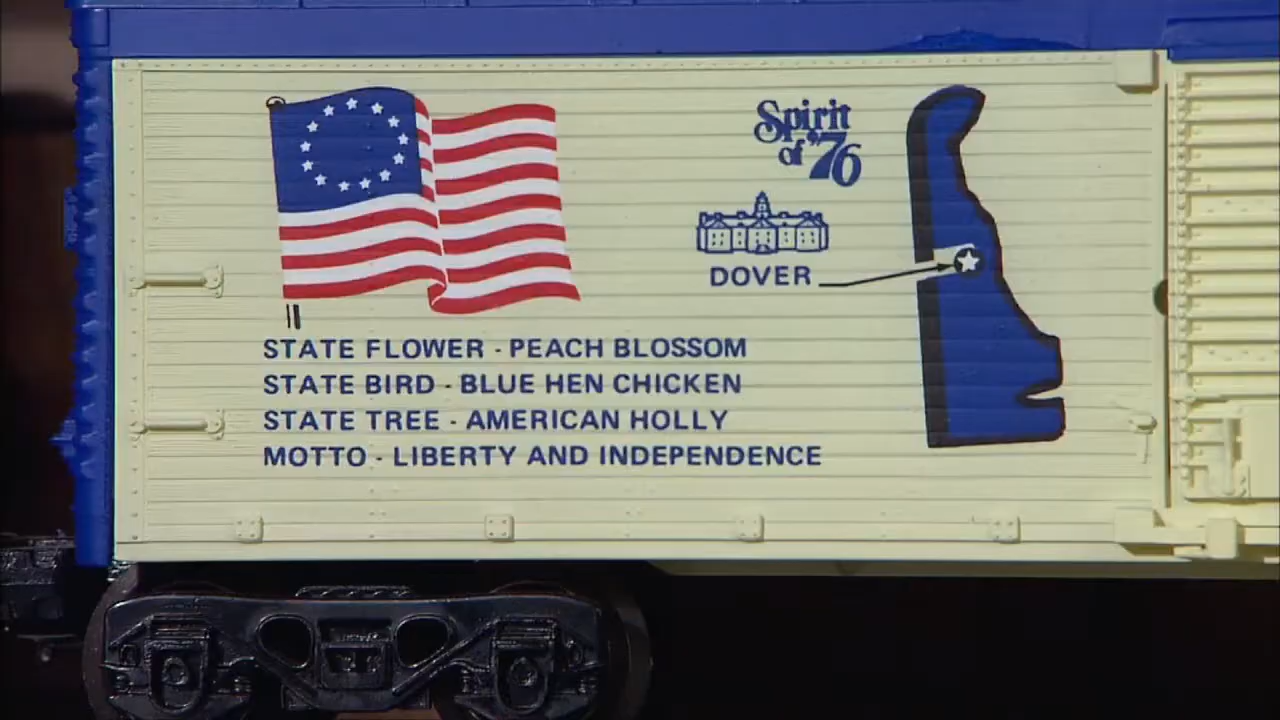 Spirit
of '76
DOVER
STATE FLOWER - PEACH BLOSSOM
STATE BIRD - BLUE HEN CHICKEN
STATE TREE - AMERICAN HOLLY
MOTTO - LIBERTY AND INDEPENDENCE